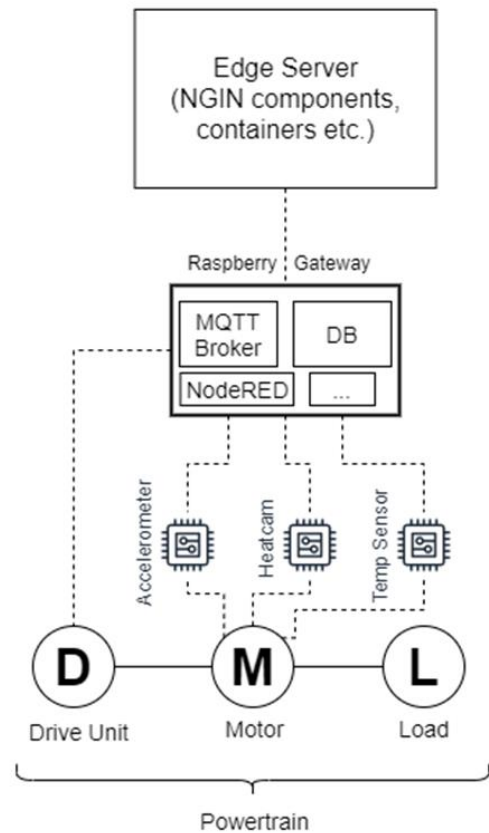 Edge Server
(NGIN components,
containers etc.)
Raspberry Gateway
MQTT
Broker
DB
NodeRED
...
Accelerometer
Heatcam
Temp Sensor
D
M
L
Drive Unit
Motor
Load
Powertrain